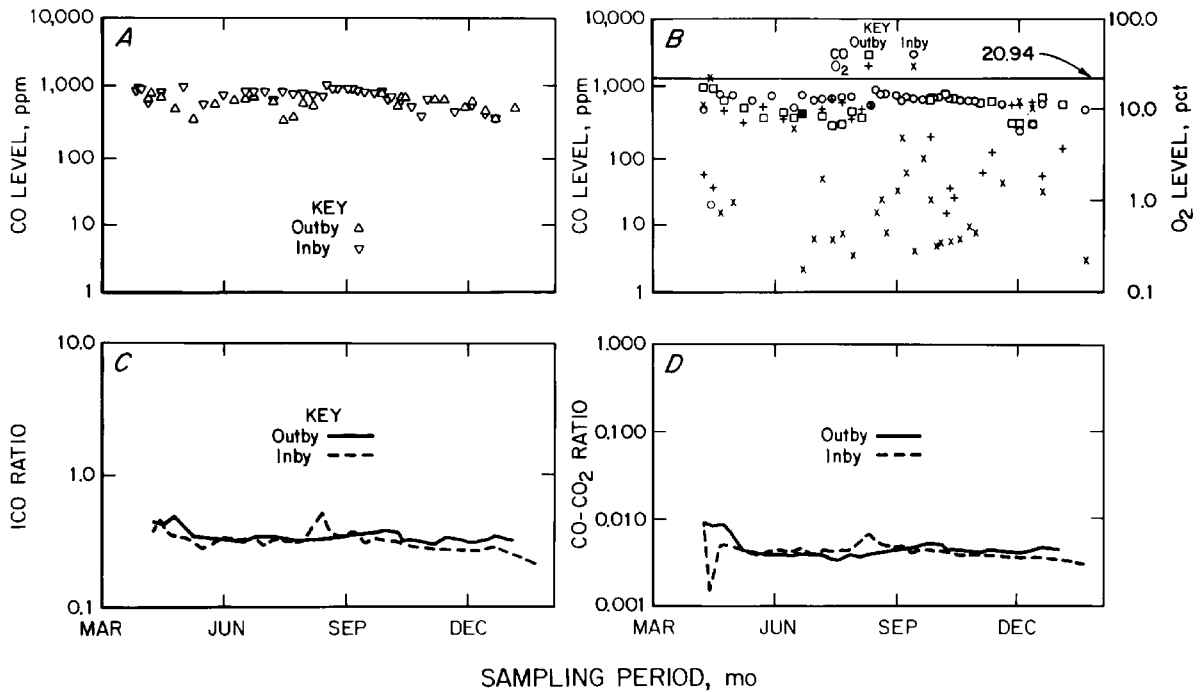 A
10,000
1,000
100
10
1
CO LEVEL, ppm
KEY
Outby △
Inby ▽
B
10,000
1,000
100
10
1
CO LEVEL, ppm
KEY
Outby Inby
CO □ ○
O₂ + x
20.94
100.0
10.0
1.0
0.1
O₂ LEVEL, pct
C
10.0
1.0
0.1
ICO RATIO
KEY
Outby
Inby
MAR JUN SEP DEC
D
1.000
0.100
0.010
0.001
CO-CO₂ RATIO
Outby
Inby
MAR JUN SEP DEC
SAMPLING PERIOD, mo